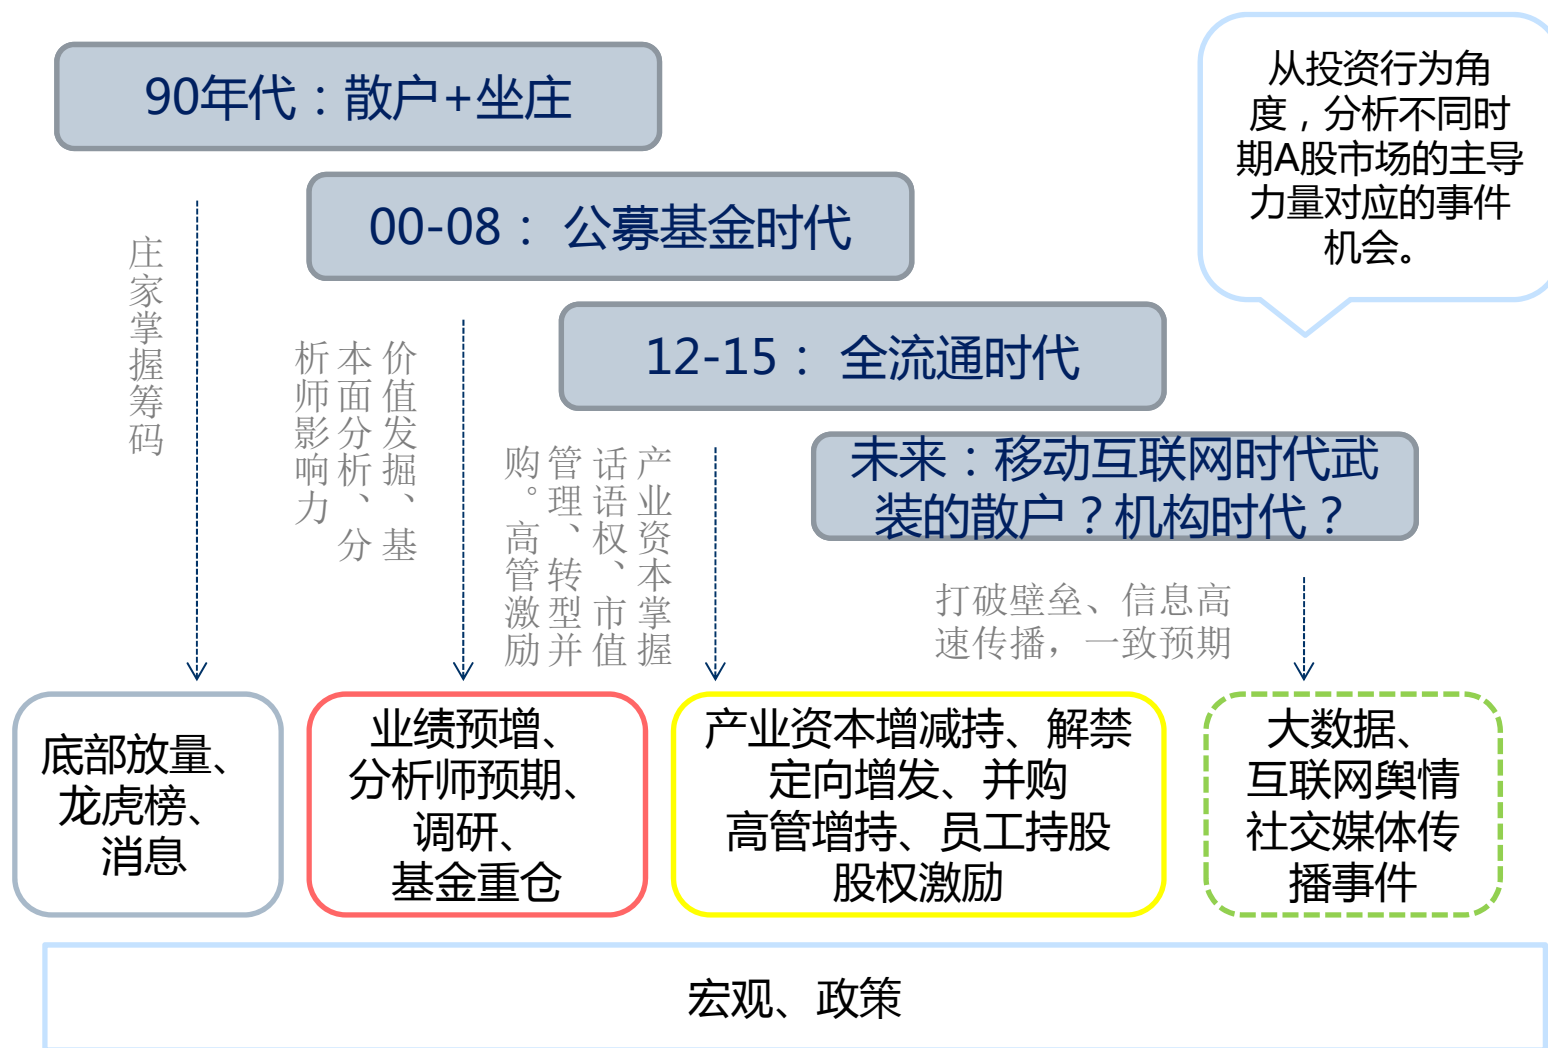 90年代：散户+坐庄
从投资行为角
度，分析不同时
期A股市场的主导
力量对应的事件
机会。
00-08： 公募基金时代
12-15： 全流通时代
未来：移动互联网时代武
装的散户？机构时代？
庄家掌握筹码
价值发掘、基
本面分析、分
析师影响力
产业资本掌握
话语权、市值
管理、转型并
购。高管激励
打破壁垒、信息高
速传播，一致预期
底部放量、
龙虎榜、
消息
业绩预增、
分析师预期、
调研、
基金重仓
产业资本增减持、解禁
定向增发、并购
高管增持、员工持股
股权激励
大数据、
互联网舆情
社交媒体传
播事件
宏观、政策